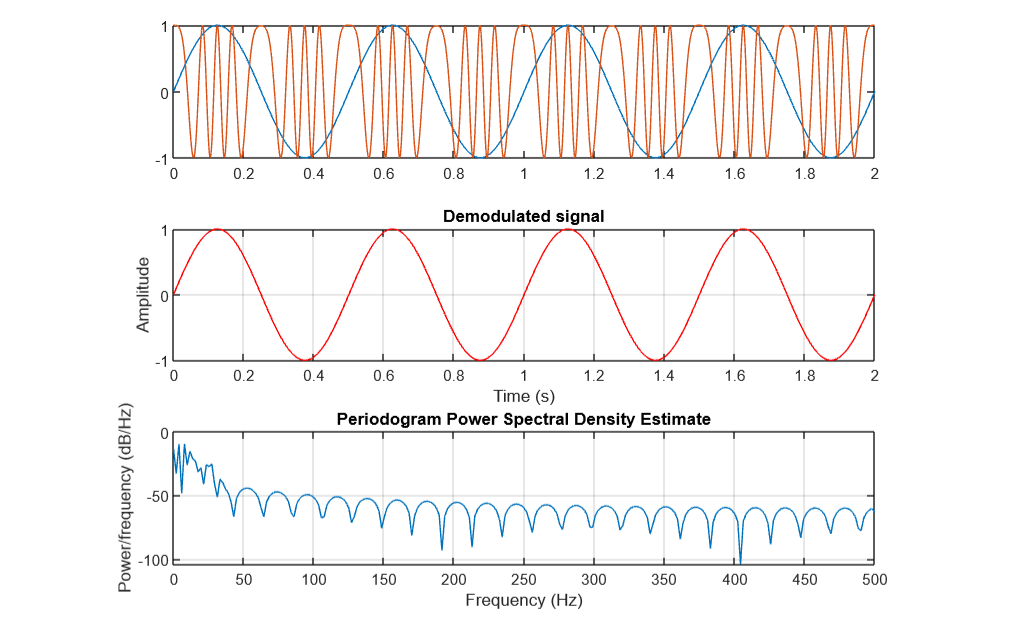 1
0
-1
0 0.2 0.4 0.6 0.8 1 1.2 1.4 1.6 1.8 2
Demodulated signal
Amplitude
1
0
-1
0 0.2 0.4 0.6 0.8 1 1.2 1.4 1.6 1.8 2
Time (s)
Periodogram Power Spectral Density Estimate
Power/frequency (dB/Hz)
0
-50
-100
0 50 100 150 200 250 300 350 400 450 500
Frequency (Hz)